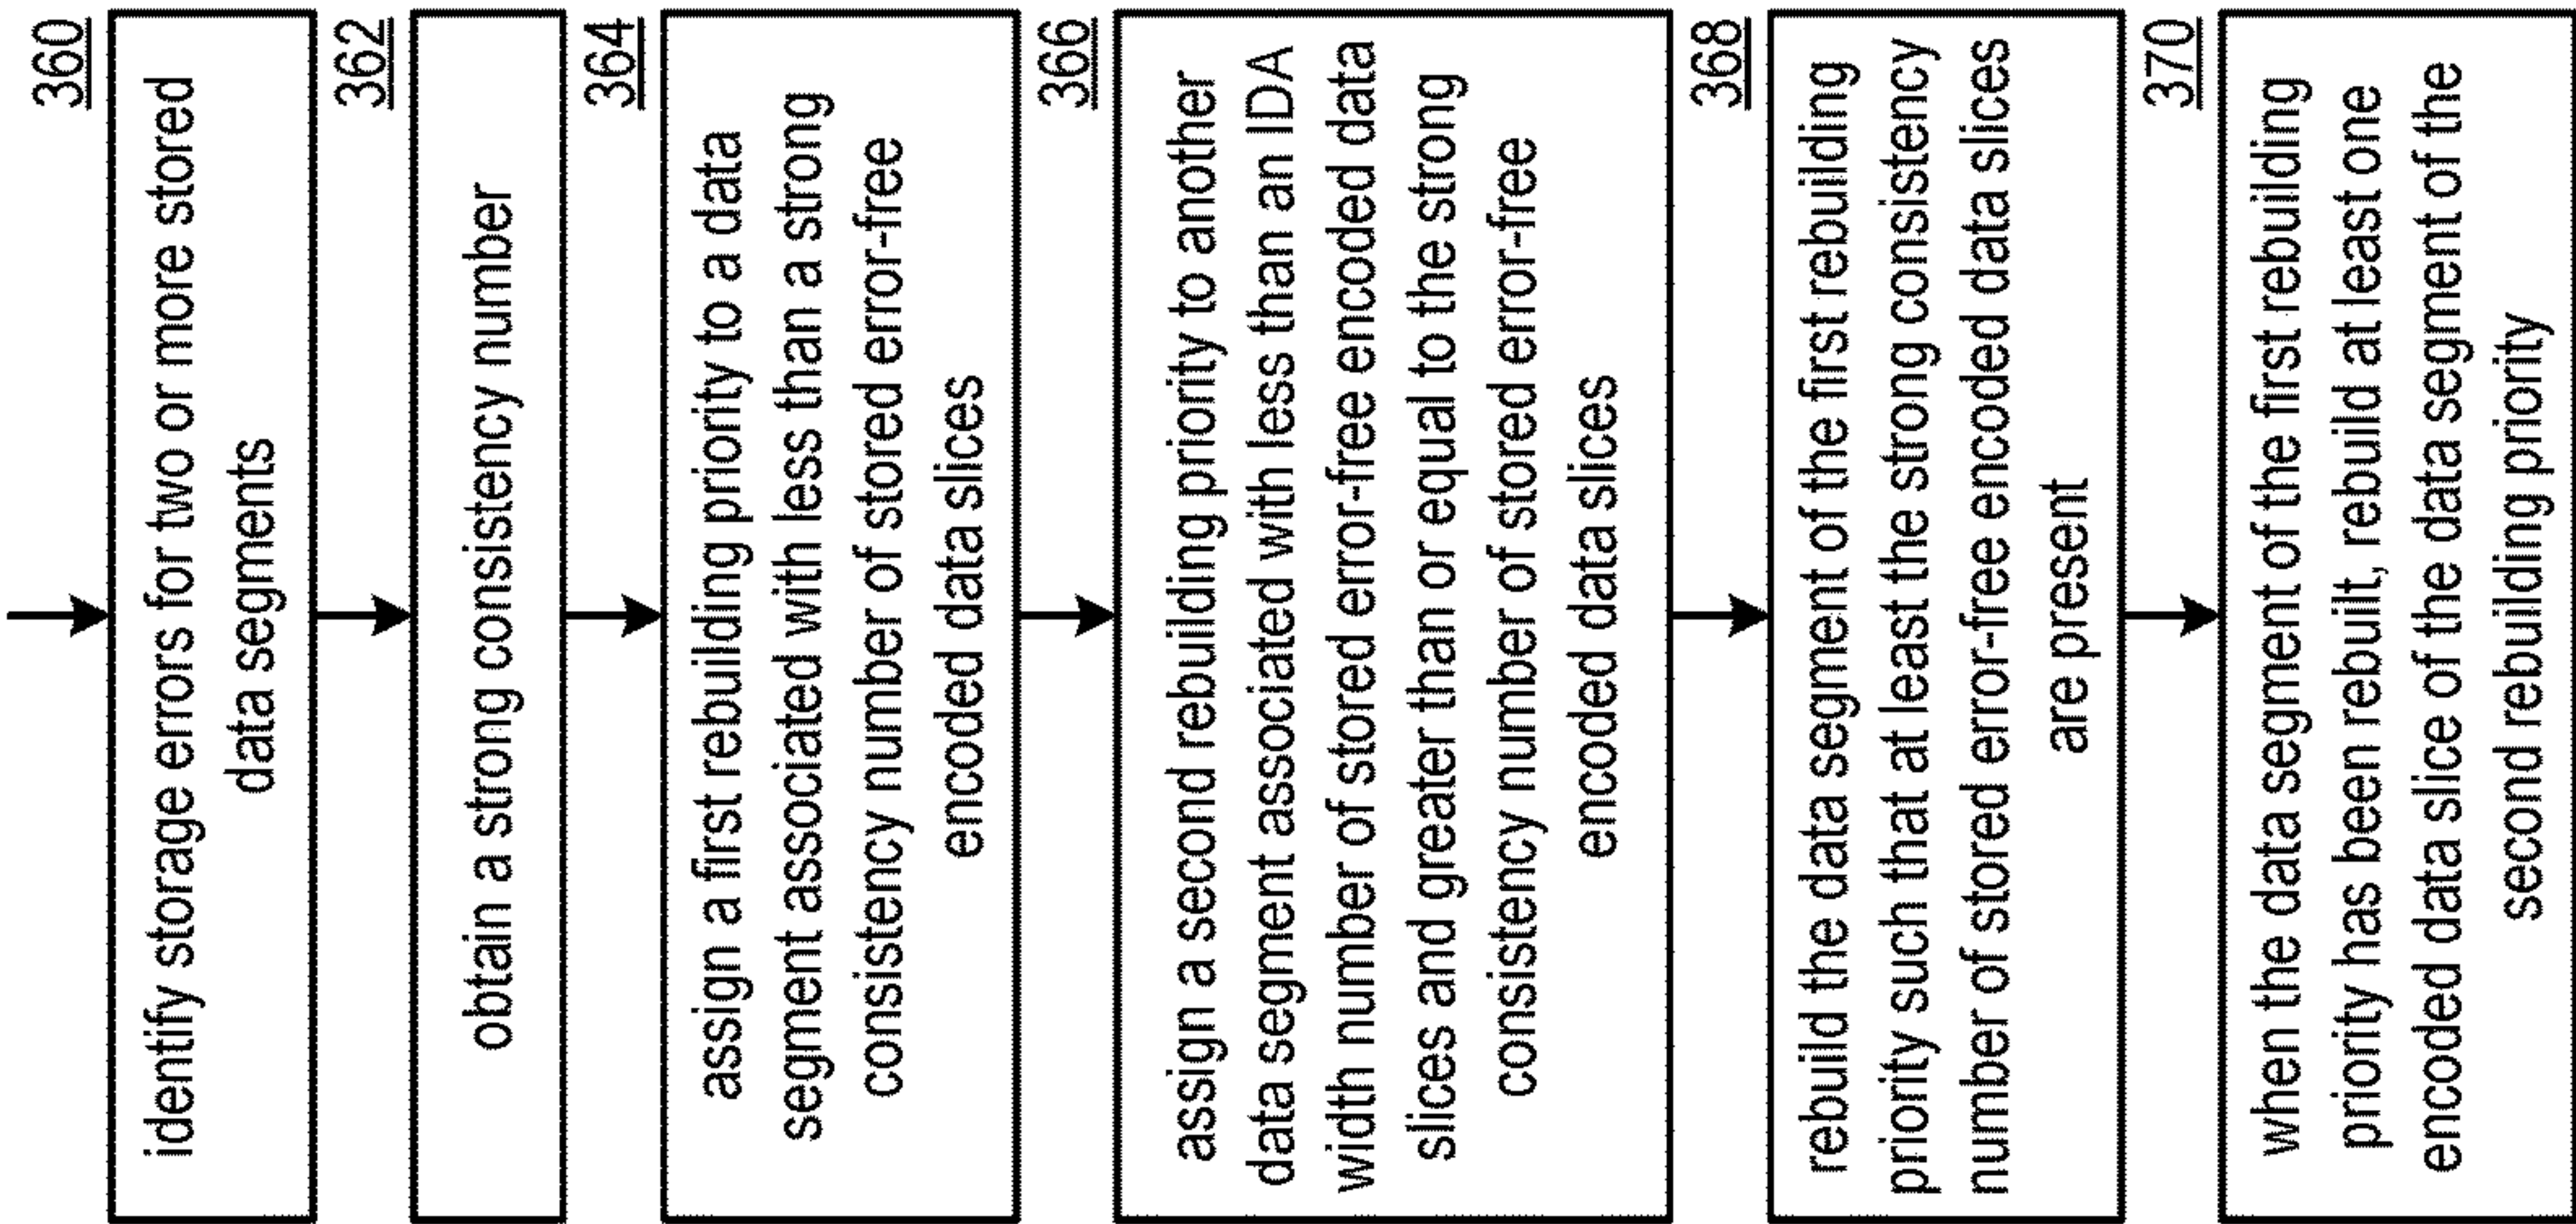 360
identify storage errors for two or more stored
data segments
362
obtain a strong consistency number
364
assign a first rebuilding priority to a data
segment associated with less than a strong
consistency number of stored error-free
encoded data slices
366
assign a second rebuilding priority to another
data segment associated with less than an IDA
width number of stored error-free encoded data
slices and greater than or equal to the strong
consistency number of stored error-free
encoded data slices
368
rebuild the data segment of the first rebuilding
priority such that at least the strong consistency
number of stored error-free encoded data slices
are present
370
when the data segment of the first rebuilding
priority has been rebuilt, rebuild at least one
encoded data slice of the data segment of the
second rebuilding priority